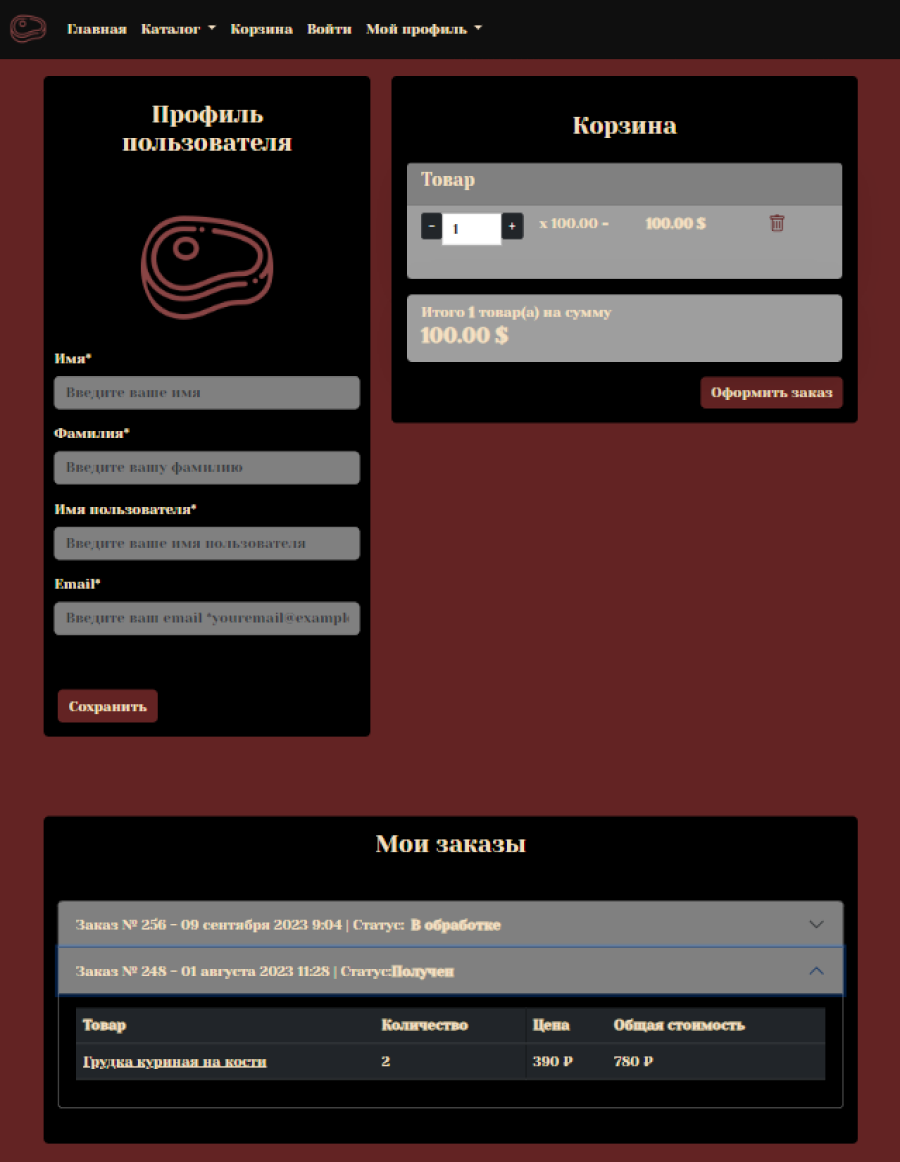 Главная Каталог Корзина Войти Мой профиль
Профиль
пользователя
Имя*
Введите ваше имя
Фамилия*
Введите вашу фамилию
Имя пользователя*
Введите ваше имя пользователя
Email*
Введите ваш email *youremail@exampl
Сохранить
Корзина
Товар
- 1 + x 100.00 = 100.00 $
Итого 1 товар(а) на сумму
100.00 $
Оформить заказ
Мои заказы
Заказ № 256 - 09 сентября 2023 9:04 | Статус: В обработке
Заказ № 248 - 01 августа 2023 11:28 | Статус:Получен
Товар Количество Цена Общая стоимость
Грудка куриная на кости 2 390 ₽ 780 ₽